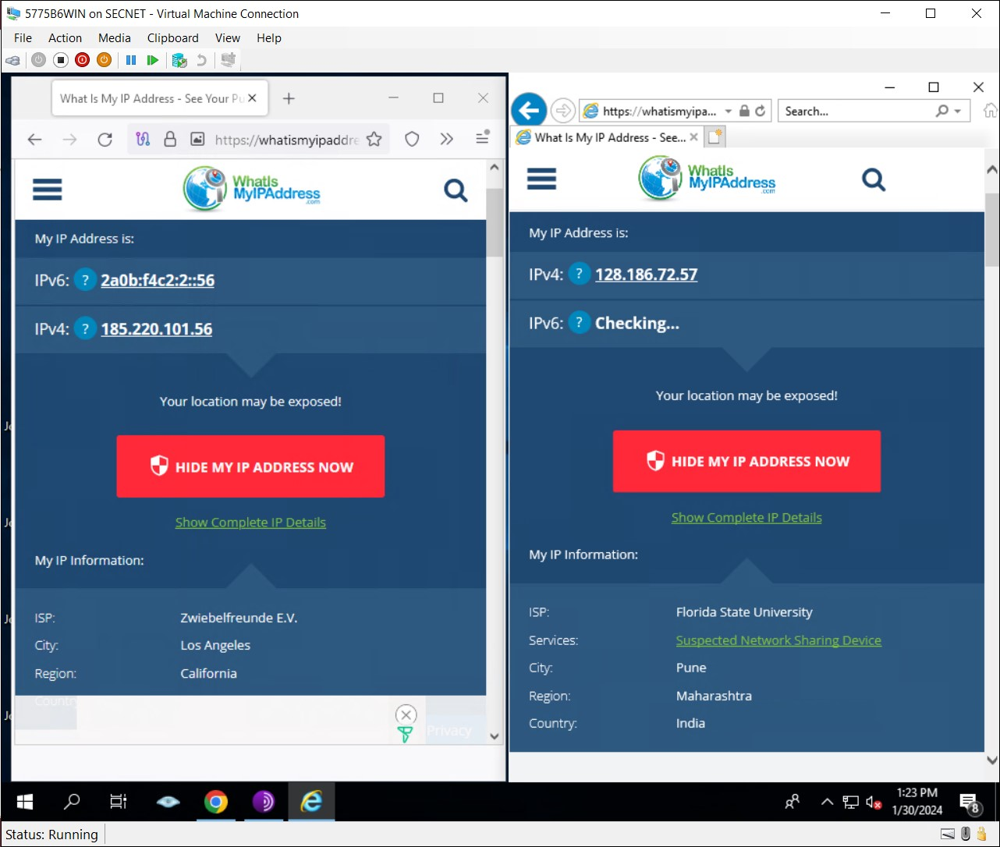 5775B6WIN on SECNET - Virtual Machine Connection
File Action Media Clipboard View Help
What Is My IP Address - See Your Pu
https://whatismyipaddre
WhatIs
MyIPAddress
.com
My IP Address is:
IPv6: ? 2a0b:f4c2:2::56
IPv4: ? 185.220.101.56
Your location may be exposed!
HIDE MY IP ADDRESS NOW
Show Complete IP Details
My IP Information:
ISP: Zwiebelfreunde E.V.
City: Los Angeles
Region: California
Country
Privacy
https://whatismyipa...
Search...
What Is My IP Address - See...
WhatIs
MyIPAddress
.com
My IP Address is:
IPv4: ? 128.186.72.57
IPv6: ? Checking...
Your location may be exposed!
HIDE MY IP ADDRESS NOW
Show Complete IP Details
My IP Information:
ISP: Florida State University
Services: Suspected Network Sharing Device
City: Pune
Region: Maharashtra
Country: India
Jo
Jo
Jo
Jo
1:23 PM
1/30/2024
8
Status: Running